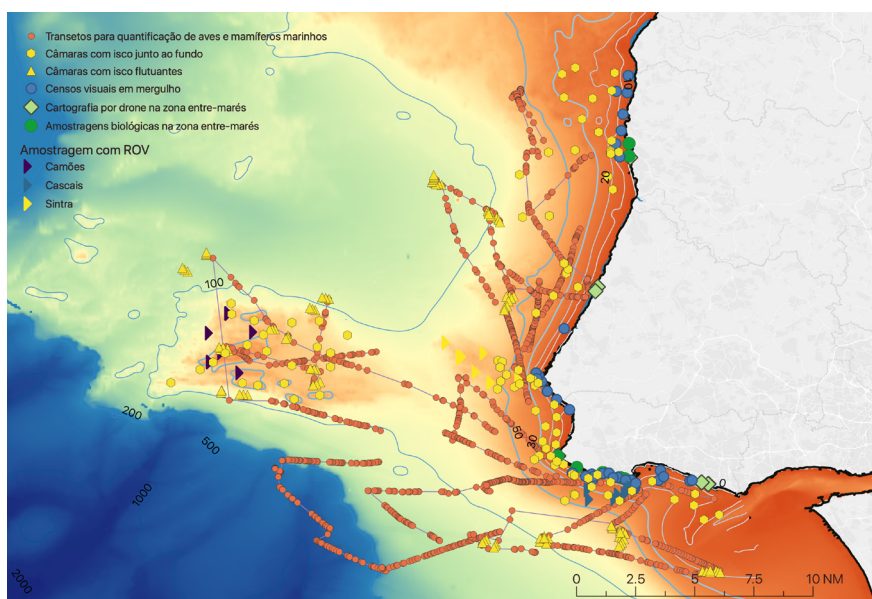 Transetos para quantificação de aves e mamíferos marinhos
Câmaras com isco junto ao fundo
Câmaras com isco flutuantes
Censos visuais em mergulho
Cartografia por drone na zona entre-marés
Amostragens biológicas na zona entre-marés
Amostragem com ROV
Camões
Cascais
Sintra
20
100
200
500
1000
2000
50
30
0
0 2.5 5 7.5 10 NM